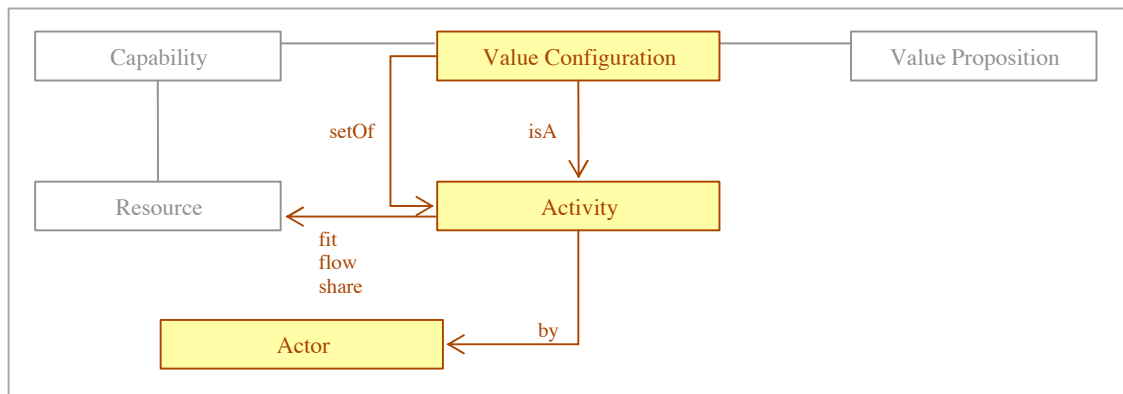 Capability
Value Configuration
Value Proposition
setOf
isA
Resource
Activity
fit
flow
share
Actor
by